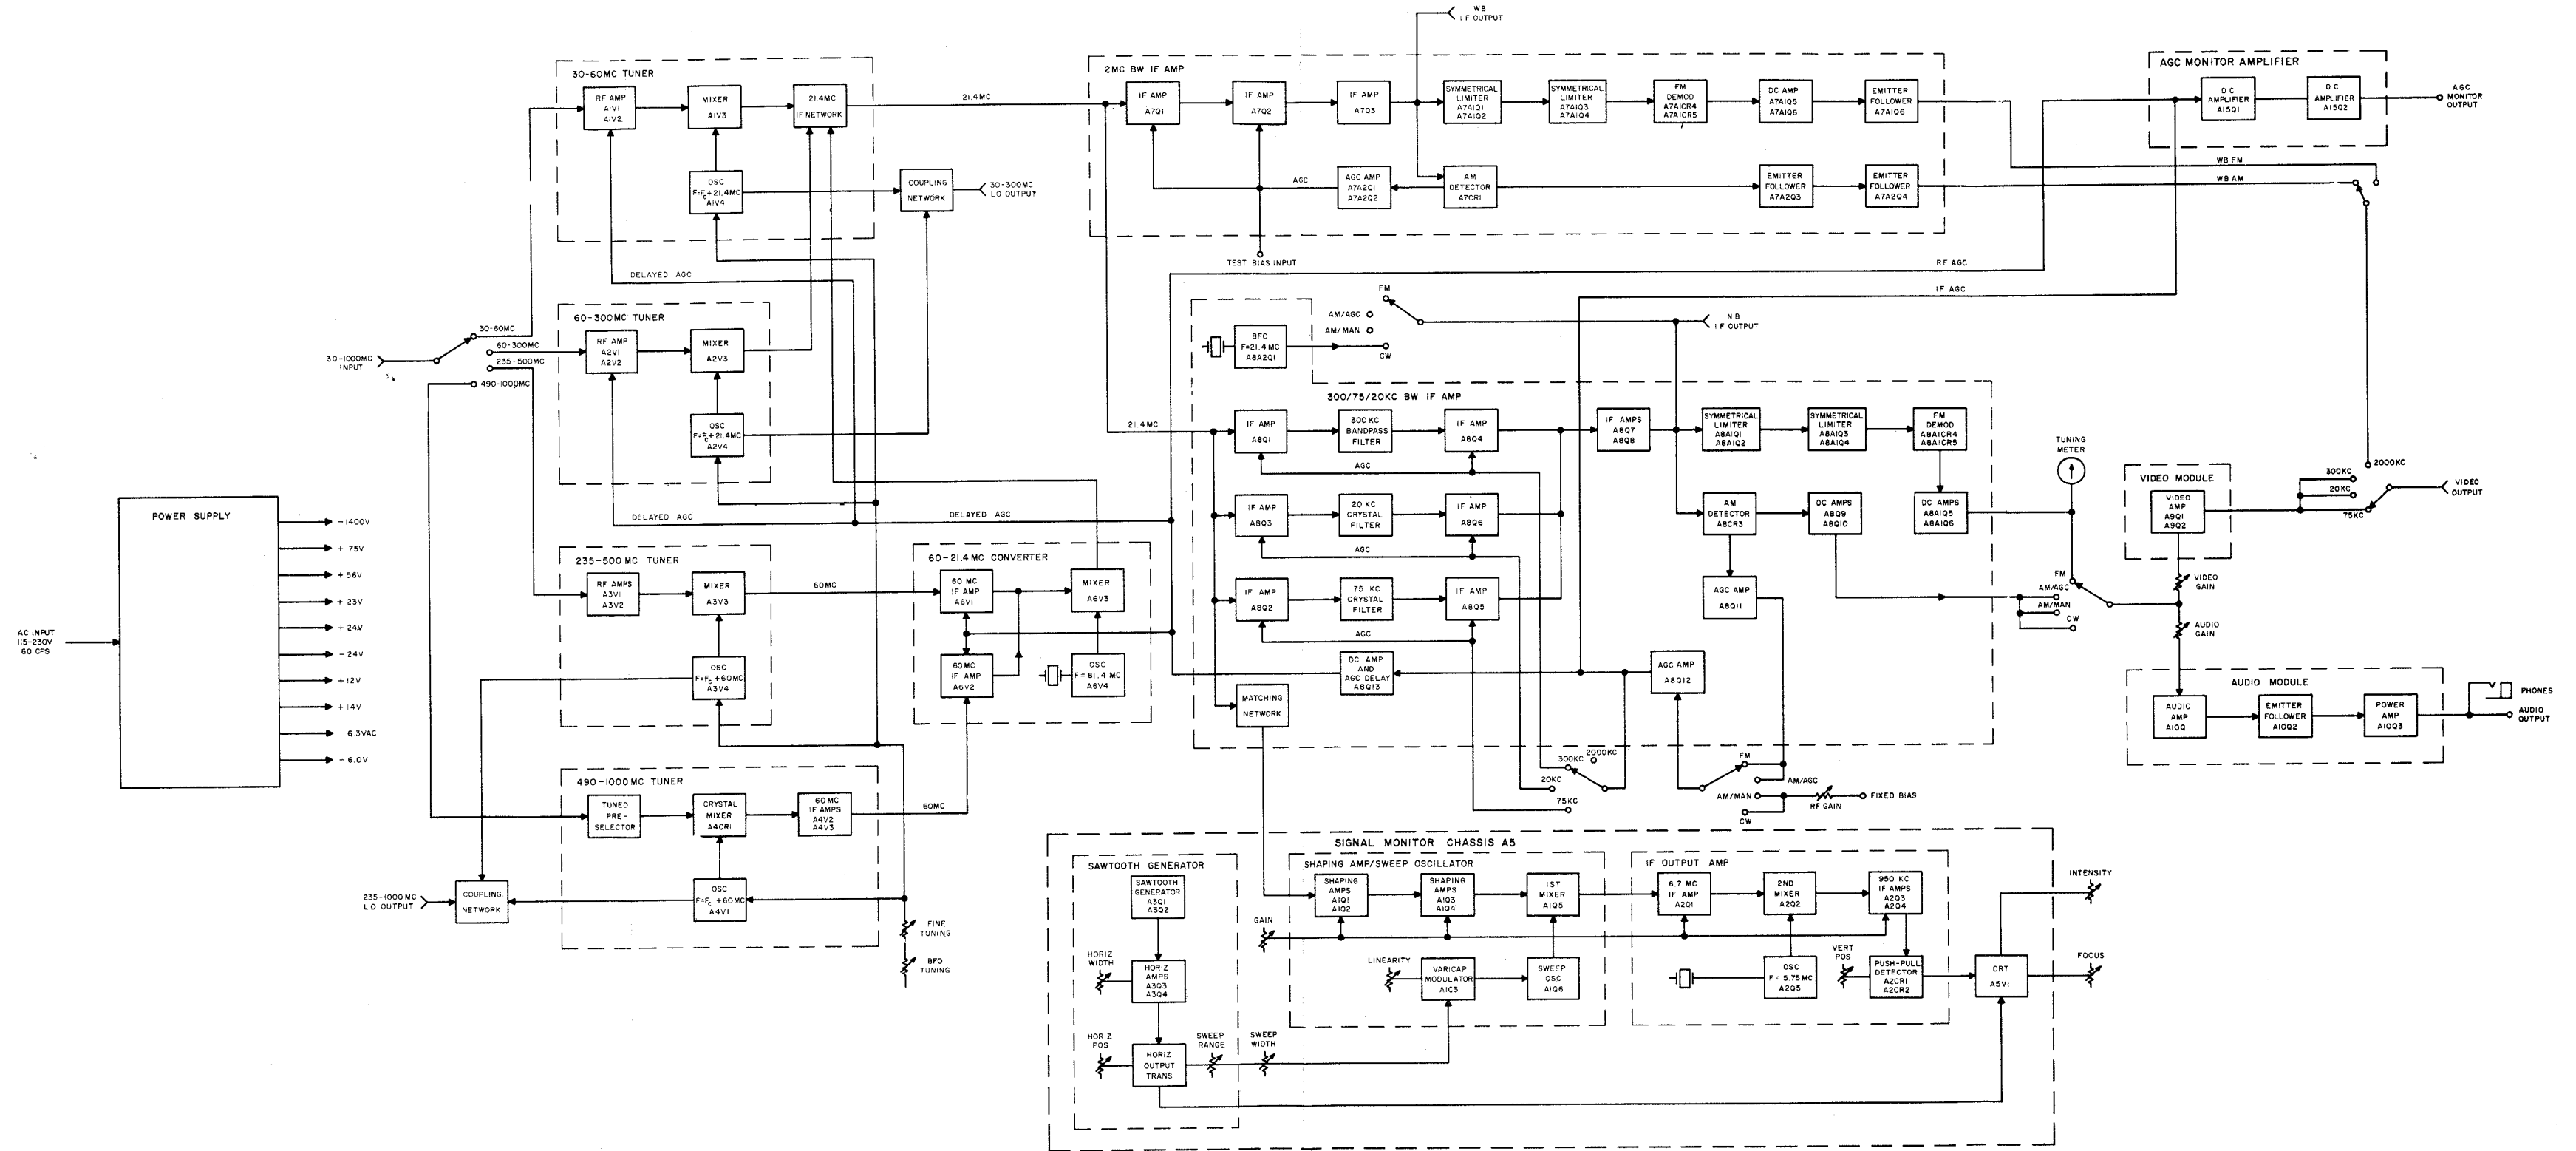 WB
IF OUTPUT
30-60MC TUNER
RF AMP
A1V1
A1V2
MIXER
A1V3
21.4MC
IF NETWORK
OSC
F=FC+21.4MC
A1V4
21.4MC
COUPLING
NETWORK
30-300MC
LO OUTPUT
DELAYED AGC
2MC BW IF AMP
IF AMP
A7Q1
IF AMP
A7Q2
IF AMP
A7Q3
SYMMETRICAL
LIMITER
A7A1Q1
A7A1Q2
SYMMETRICAL
LIMITER
A7A1Q3
A7A1Q4
FM
DEMOD
A7A1CR4
A7A1CR5
DC AMP
A7A1Q5
A7A1Q6
EMITTER
FOLLOWER
A7A1Q6
AGC
AGC AMP
A7A2Q1
A7A2Q2
AM
DETECTOR
A7CR1
EMITTER
FOLLOWER
A7A2Q3
EMITTER
FOLLOWER
A7A2Q4
TEST BIAS INPUT
AGC MONITOR AMPLIFIER
DC
AMPLIFIER
A15Q1
DC
AMPLIFIER
A15Q2
AGC
MONITOR
OUTPUT
WB FM
WB AM
RF AGC
IF AGC
30-1000MC
INPUT
30-60MC
60-300MC
235-500MC
490-1000MC
60-300MC TUNER
RF AMP
A2V1
A2V2
MIXER
A2V3
OSC
F=FC+21.4MC
A2V4
DELAYED AGC
DELAYED AGC
FM
AM/AGC
AM/MAN
CW
BFO
F=21.4 MC
A8A2Q1
NB
IF OUTPUT
300/75/20KC BW IF AMP
21.4 MC
IF AMP
A8Q1
300 KC
BANDPASS
FILTER
IF AMP
A8Q4
AGC
IF AMPS
A8Q7
A8Q8
SYMMETRICAL
LIMITER
A8A1Q1
A8A1Q2
SYMMETRICAL
LIMITER
A8A1Q3
A8A1Q4
FM
DEMOD
A8A1CR4
A8A1CR5
IF AMP
A8Q3
20 KC
CRYSTAL
FILTER
IF AMP
A8Q6
AGC
AM
DETECTOR
A8CR3
DC AMPS
A8Q9
A8Q10
DC AMPS
A8A1Q5
A8A1Q6
IF AMP
A8Q2
75 KC
CRYSTAL
FILTER
IF AMP
A8Q5
AGC
AGC AMP
A8Q11
DC AMP
AND
AGC DELAY
A8Q13
AGC AMP
A8Q12
MATCHING
NETWORK
TUNING
METER
FM
AM/AGC
AM/MAN
CW
VIDEO MODULE
VIDEO
AMP
A9Q1
A9Q2
VIDEO
GAIN
AUDIO
GAIN
300KC
20KC
75KC
2000KC
VIDEO
OUTPUT
AUDIO MODULE
AUDIO
AMP
A10Q
EMITTER
FOLLOWER
A10Q2
POWER
AMP
A10Q3
PHONES
AUDIO
OUTPUT
POWER SUPPLY
AC INPUT
115-230V
60 CPS
-1400V
+175V
+56V
+23V
+24V
-24V
+12V
+14V
6.3VAC
-6.0V
235-500 MC TUNER
RF AMPS
A3V1
A3V2
MIXER
A3V3
OSC
F=FC+60MC
A3V4
60MC
60-21.4 MC CONVERTER
60 MC
IF AMP
A6V1
MIXER
A6V3
60MC
IF AMP
A6V2
OSC
F=81.4 MC
A6V4
490-1000 MC TUNER
TUNED
PRE-
SELECTOR
CRYSTAL
MIXER
A4CR1
60MC
IF AMPS
A4V2
A4V3
60MC
OSC
F=FC+60MC
A4V1
235-1000MC
LO OUTPUT
COUPLING
NETWORK
FINE
TUNING
BFO
TUNING
300KC
2000KC
20KC
75KC
FM
AM/AGC
AM/MAN
CW
RF GAIN
FIXED BIAS
SIGNAL MONITOR CHASSIS A5
SAWTOOTH GENERATOR
SAWTOOTH
GENERATOR
A3Q1
A3Q2
HORIZ
WIDTH
HORIZ
AMPS
A3Q3
A3Q4
HORIZ
POS
HORIZ
OUTPUT
TRANS
SWEEP
RANGE
SWEEP
WIDTH
SHAPING AMP/SWEEP OSCILLATOR
SHAPING
AMPS
A1Q1
A1Q2
SHAPING
AMPS
A1Q3
A1Q4
1ST
MIXER
A1Q5
GAIN
LINEARITY
VARICAP
MODULATOR
A1C3
SWEEP
OSC
A1Q6
IF OUTPUT AMP
6.7 MC
IF AMP
A2Q1
2ND
MIXER
A2Q2
950 KC
IF AMPS
A2Q3
A2Q4
OSC
F=5.75MC
A2Q5
VERT
POS
PUSH-PULL
DETECTOR
A2CR1
A2CR2
CRT
A5V1
INTENSITY
FOCUS